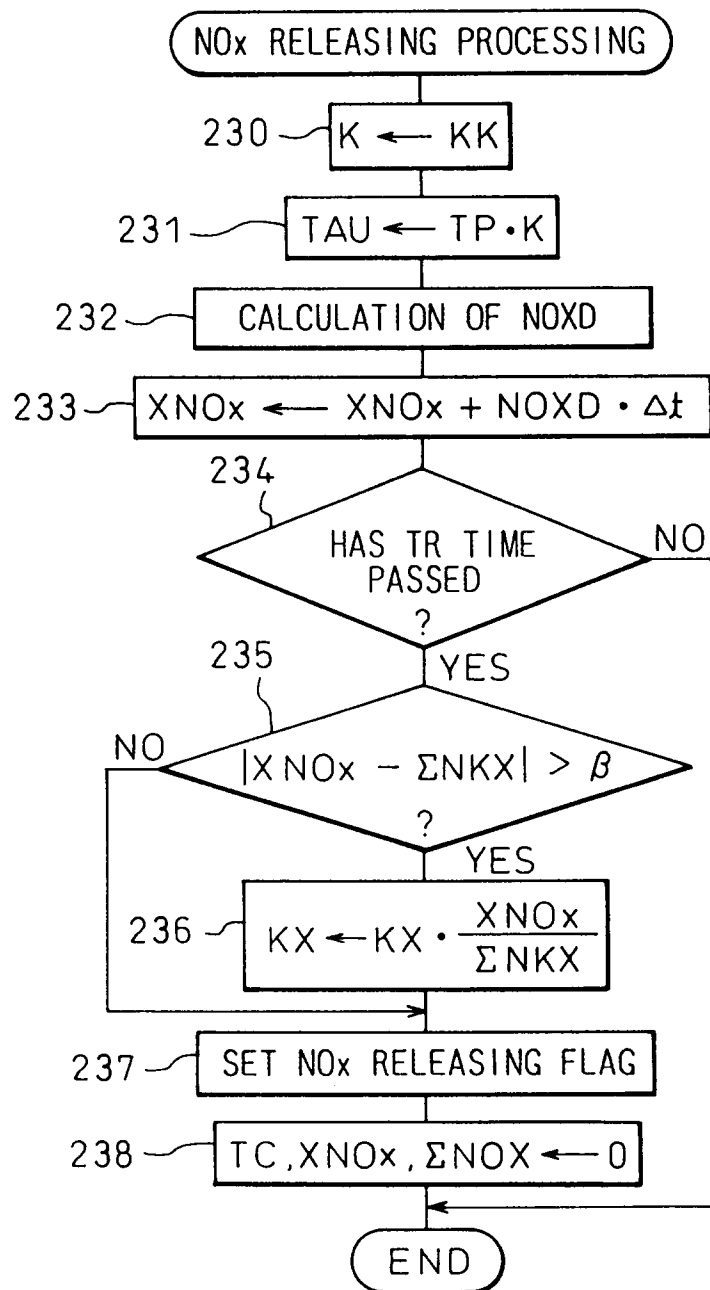 NOx RELEASING PROCESSING
230
K ← KK
231
TAU ← TP·K
232
CALCULATION OF NOXD
233
XNOx ← XNOx + NOXD · Δt
234
HAS TR TIME
PASSED
?
NO
YES
235
NO
|XNOx - ΣNKX| > β
?
YES
236
KX ← KX · XNOx
ΣNKX
237
SET NOx RELEASING FLAG
238
TC, XNOx, ΣNOX ← 0
END